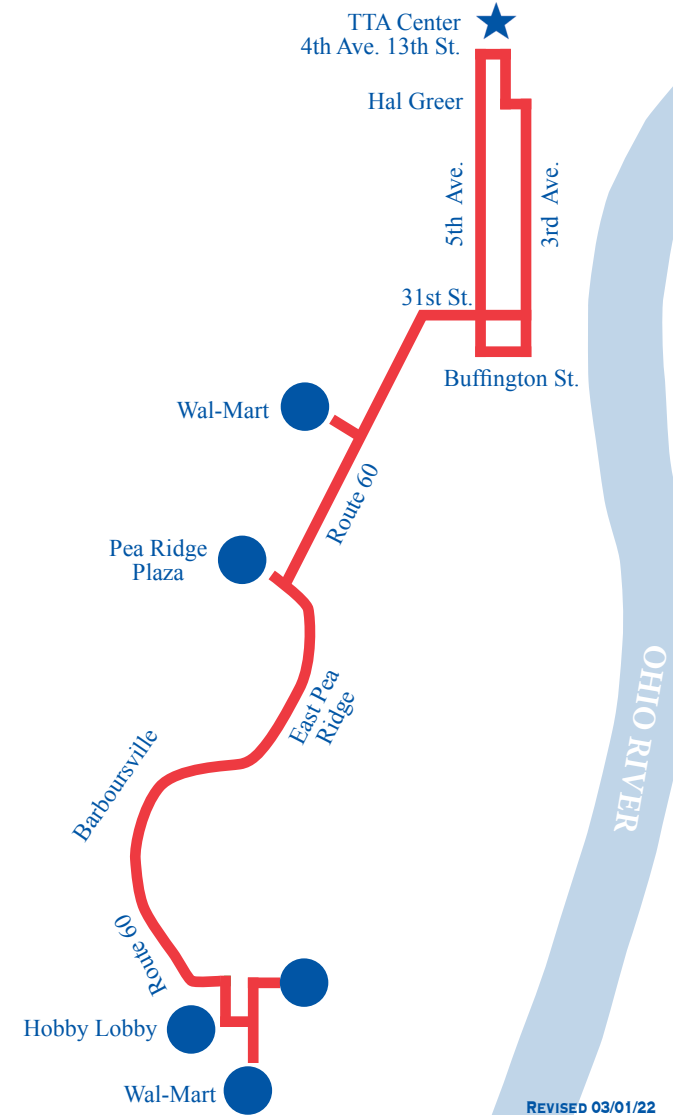 TTA Center
4th Ave. 13th St.
Hal Greer
5th Ave.
3rd Ave.
31st St.
Buffington St.
Wal-Mart
Route 60
Pea Ridge
Plaza
East Pea
Ridge
OHIO RIVER
Barboursville
Route 60
Hobby Lobby
Wal-Mart
REVISED 03/01/22